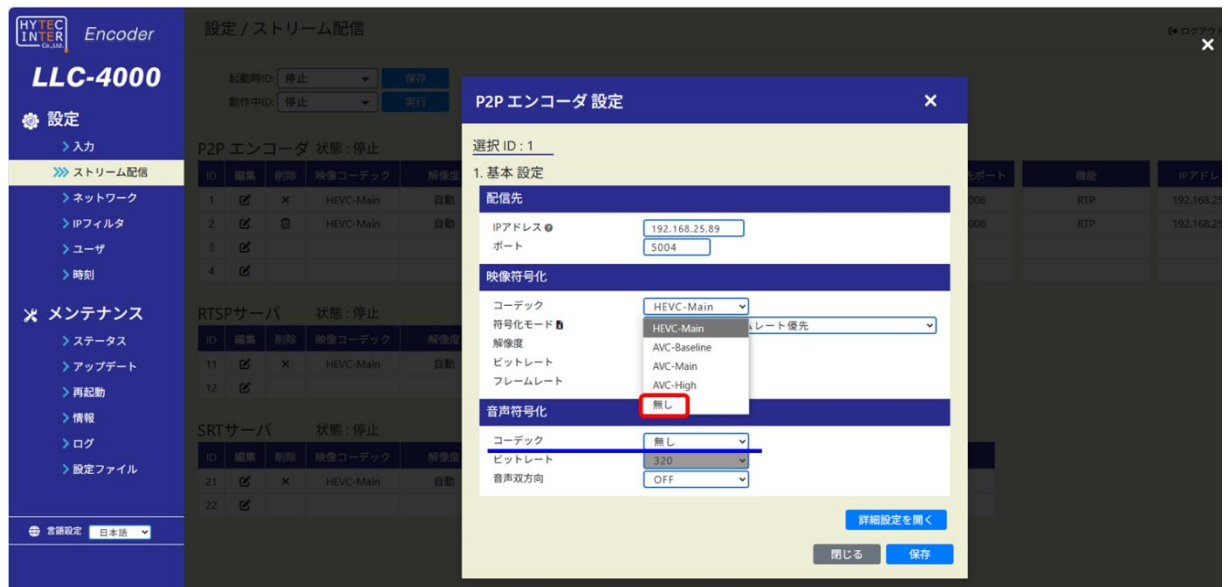 HYTEC INTER Co.,Ltd. Encoder
LLC-4000
設定
入力
ストリーム配信
ネットワーク
IPフィルタ
ユーザ
時刻
メンテナンス
ステータス
アップデート
再起動
情報
ログ
設定ファイル
言語設定 日本語
設定 / ストリーム配信
ログアウト
起動時ID: 停止 保存
動作中ID: 停止 実行
P2P エンコーダ 状態 : 停止
ID 編集 削除 映像コーデック 解像度 機能
1 HEVC-Main 自動 RTP
2 HEVC-Main 自動 RTP
3
4
RTSPサーバ 状態 : 停止
ID 編集 削除 映像コーデック 解像度
11 HEVC-Main 自動
12
SRTサーバ 状態 : 停止
ID 編集 削除 映像コーデック 解像度
21 HEVC-Main 自動
22
P2P エンコーダ 設定
選択 ID : 1
1. 基本 設定
配信先
IPアドレス 192.168.25.89
ポート 5004
映像符号化
コーデック HEVC-Main
符号化モード レート優先
解像度
ビットレート
フレームレート
HEVC-Main
AVC-Baseline
AVC-Main
AVC-High
無し
音声符号化
コーデック 無し
ビットレート 320
音声双方向 OFF
詳細設定を開く
閉じる 保存